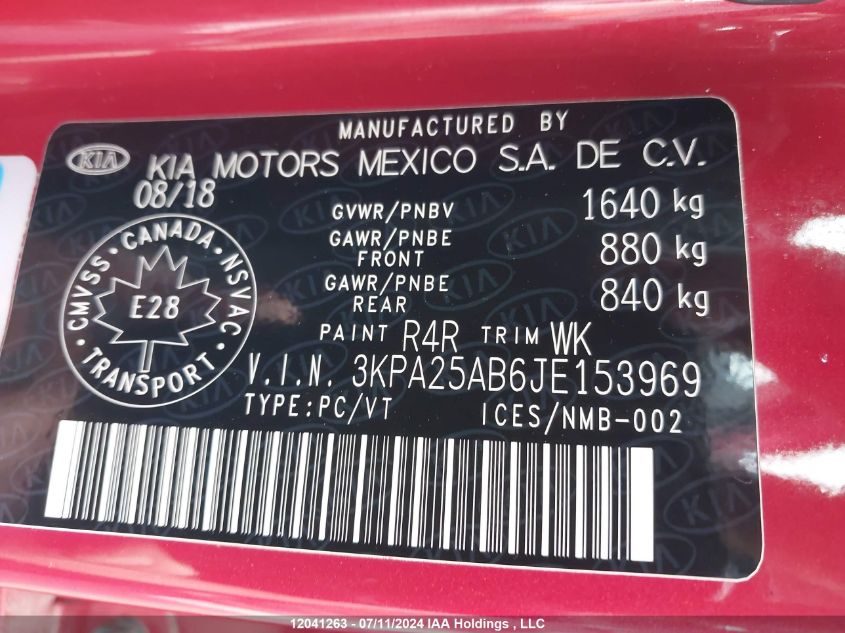 MANUFACTURED BY
KIA KIA MOTORS MEXICO S.A. DE C.V.
08/18
GVWR/PNBV 1640 kg
GAWR/PNBE FRONT 880 kg
GAWR/PNBE REAR 840 kg
CMVSS CANADA NSVAC
E28
TRANSPORT
PAINT R4R TRIM WK
V.I.N. 3KPA25AB6JE153969
TYPE:PC/VT ICES/NMB-002
12041263 - 07/11/2024 IAA Holdings , LLC